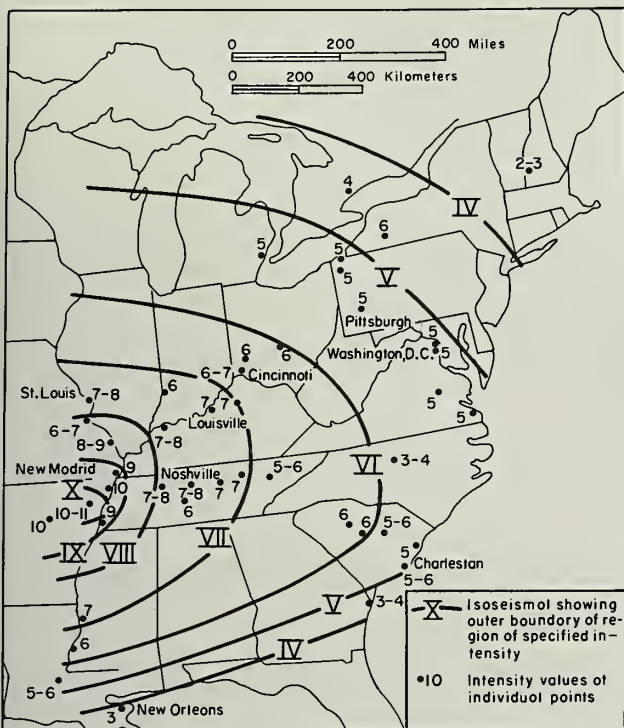 0 200 400 Miles
0 200 400 Kilometers
2-3
4
IV
6
5
5
V
5
5
Pittsburgh
5
Washington, D.C. 5
6
6
6-7
Cincinnoti
St. Louis 7-8
6
7 7
5
5
6-7
Louisville
8-9
7-8
New Modrid 9
Noshville
5-6
VI
3-4
X
10
7-8
7-8
7
7
6
10-11
10
9
6
6
5-6
IX
VIII
VII
5
Charlestan
5-6
V
3-4
7
IV
6
5-6
3
New Orleons
X Isoseismol showing
outer boundary of re-
gion of specified in-
tensity
10 Intensity values of
individual points